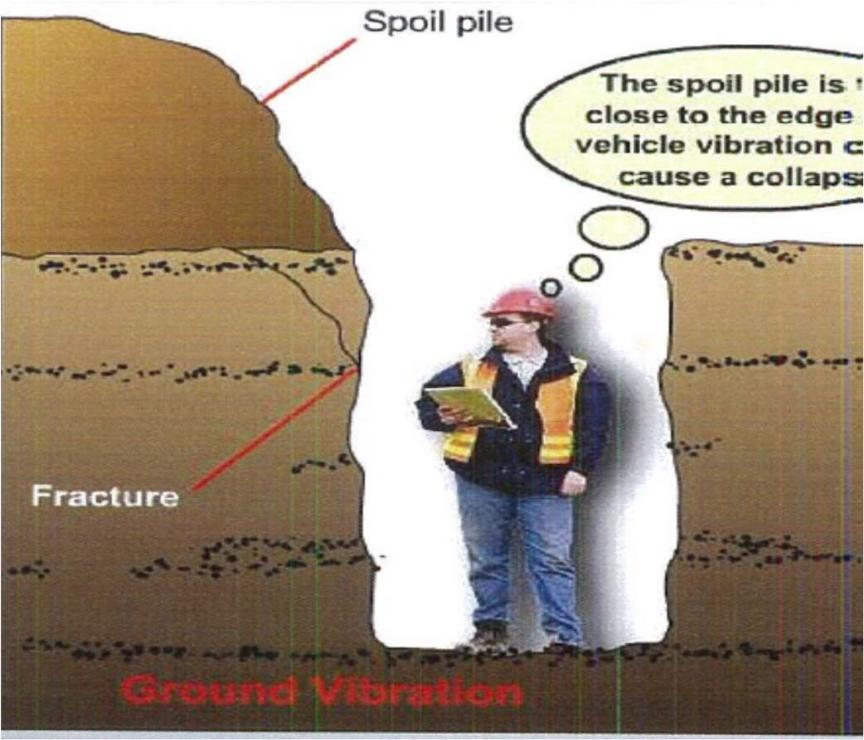 Spoil pile
The spoil pile is
close to the edge
vehicle vibration
cause a
Fracture
Ground Vibration